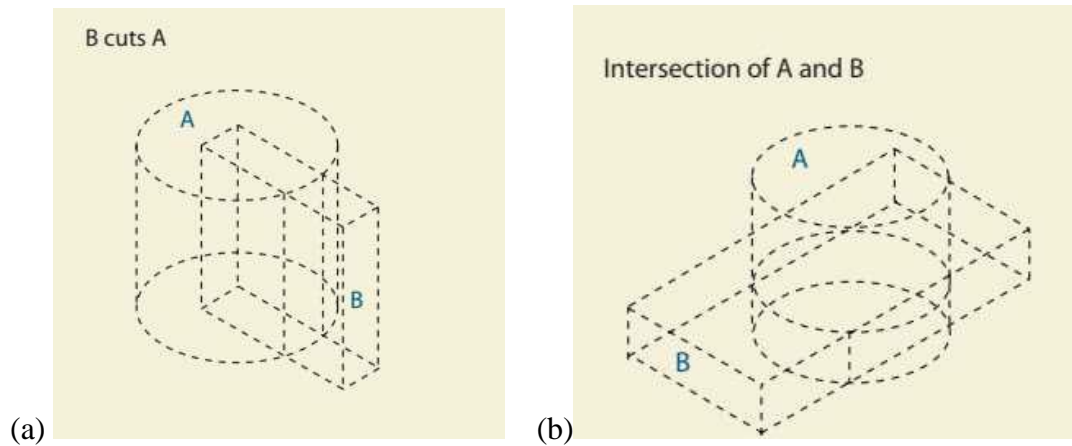 B cuts A
A
B
(a)
Intersection of A and B
A
B
(b)